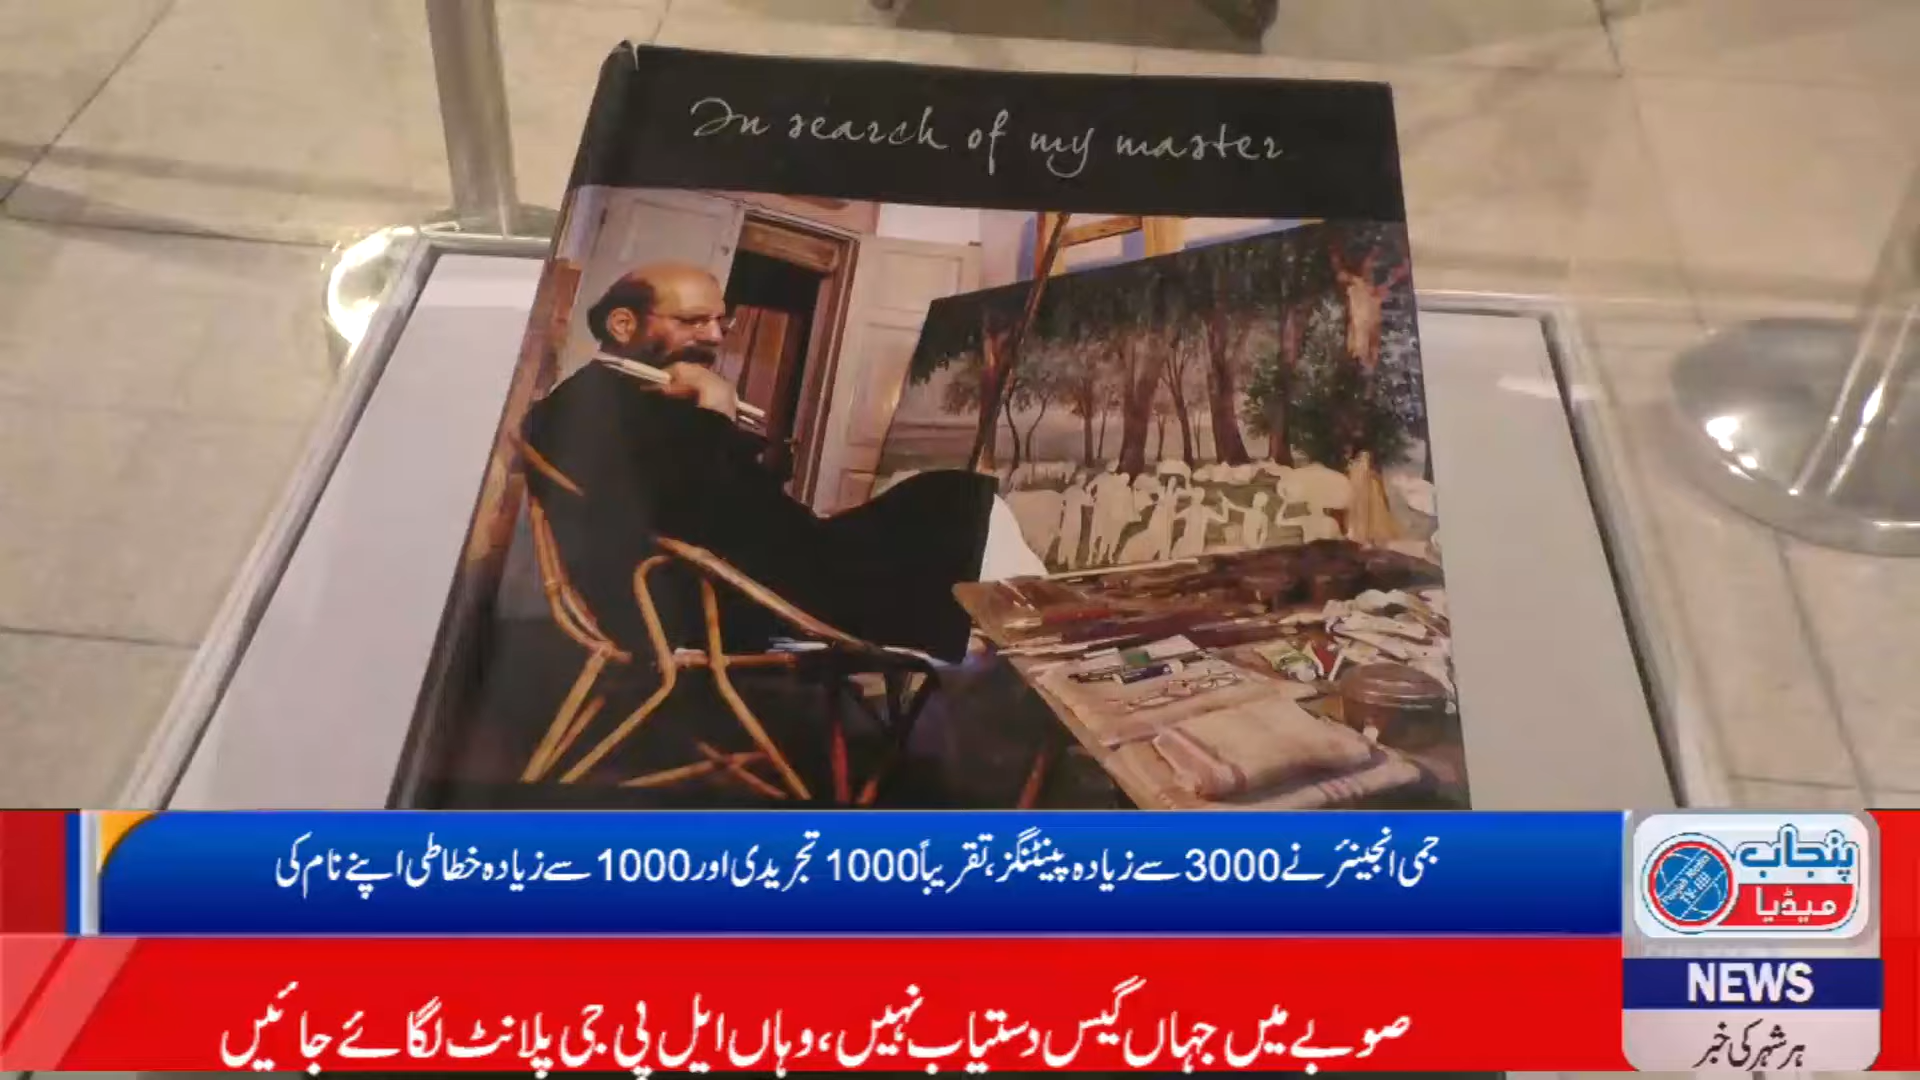 In search of my master
جمی انجینئر نے 3000 سے زیادہ پینٹنگز، تقریباً 1000 تجریدی اور 1000 سے زیادہ خطاطی اپنے نام کی
پنجاب
میڈیا
NEWS
صوبے میں جہاں گیس دستیاب نہیں، وہاں ایل پی جی پلانٹ لگائے جائیں
ہر شہر کی خبر